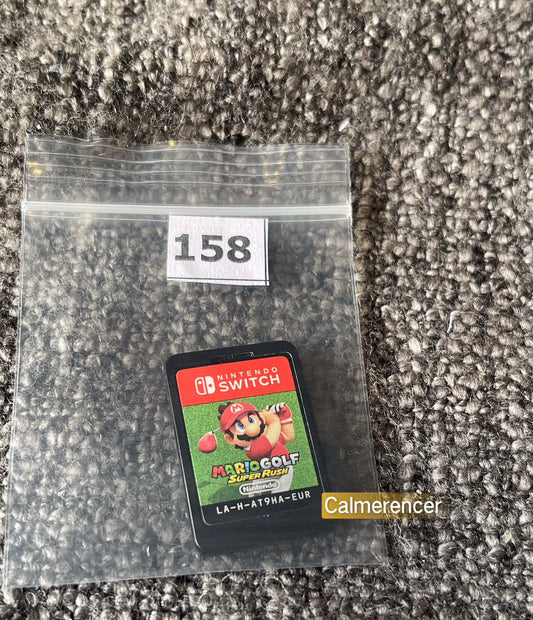 158
NINTENDO
SWITCH
M
MARIO GOLF
SUPER RUSH
Nintendo
LA-H-AT9HA-EUR
Calmerencer